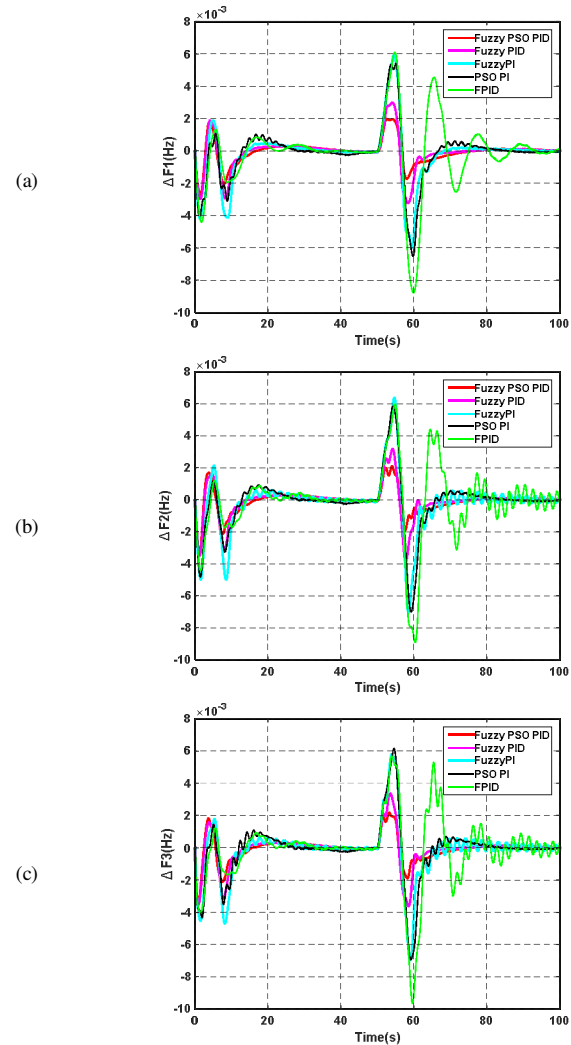 ×10⁻³
8
6
4
2
0
-2
-4
-6
-8
-10
0 20 40 60 80 100
Time(s)
Δ F1(Hz)
Fuzzy PSO PID
Fuzzy PID
FuzzyPI
PSO PI
FPID
(a)
×10⁻³
8
6
4
2
0
-2
-4
-6
-8
-10
0 20 40 60 80 100
Time(s)
Δ F2(Hz)
Fuzzy PSO PID
Fuzzy PID
FuzzyPI
PSO PI
FPID
(b)
×10⁻³
8
6
4
2
0
-2
-4
-6
-8
-10
0 20 40 60 80 100
Time(s)
Δ F3(Hz)
Fuzzy PSO PID
Fuzzy PID
FuzzyPI
PSO PI
FPID
(c)